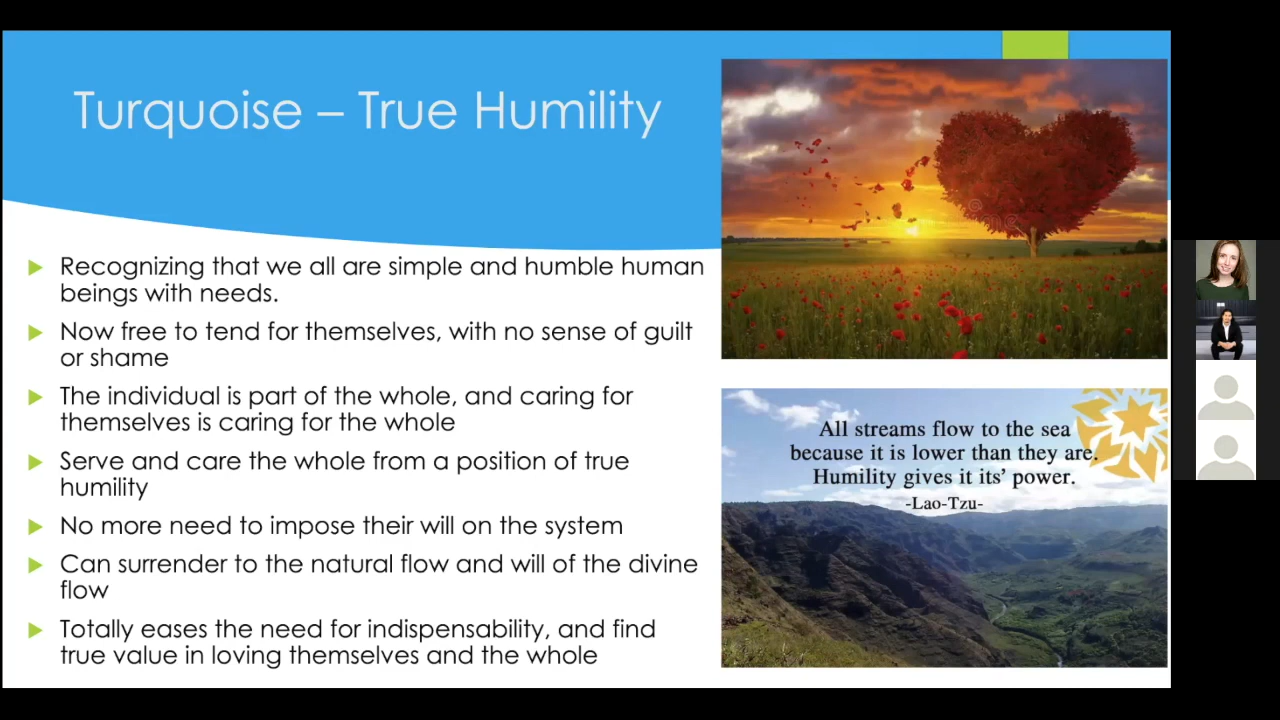 Turquoise – True Humility
Recognizing that we all are simple and humble human
beings with needs.
Now free to tend for themselves, with no sense of guilt
or shame
The individual is part of the whole, and caring for
themselves is caring for the whole
Serve and care the whole from a position of true
humility
No more need to impose their will on the system
Can surrender to the natural flow and will of the divine
flow
Totally eases the need for indispensability, and find
true value in loving themselves and the whole
All streams flow to the sea
because it is lower than they are.
Humility gives it its’ power.
-Lao-Tzu-